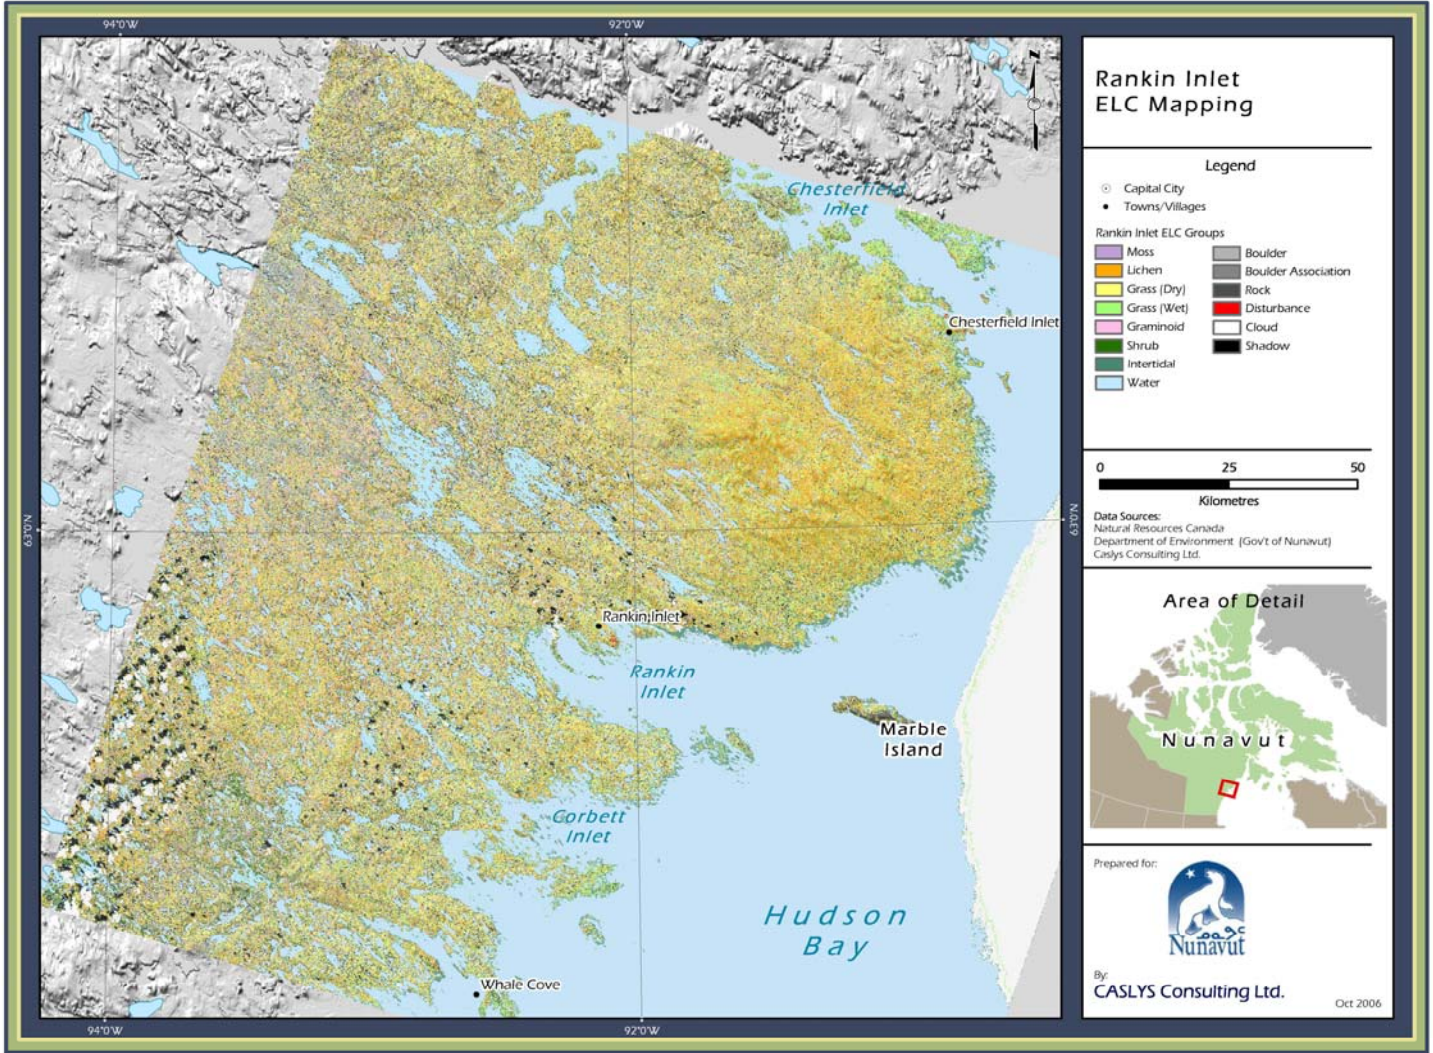 94°0'W
92°0'W
N
Chesterfield
Inlet
Chesterfield Inlet
63°0'N
63°0'N
Rankin Inlet
Rankin
Inlet
Marble
Island
Corbett
Inlet
Hudson
Bay
Whale Cove
94°0'W
92°0'W
Rankin Inlet
ELC Mapping
Legend
Capital City
Towns/Villages
Rankin Inlet ELC Groups
Moss
Lichen
Grass (Dry)
Grass (Wet)
Graminoid
Shrub
Intertidal
Water
Boulder
Boulder Association
Rock
Disturbance
Cloud
Shadow
0 25 50
Kilometres
Data Sources:
Natural Resources Canada
Department of Environment (Gov't of Nunavut)
Caslys Consulting Ltd.
Area of Detail
Nunavut
Prepared for:
ᓄᓇᕗᑦ
Nunavut
By:
CASLYS Consulting Ltd.
Oct 2006